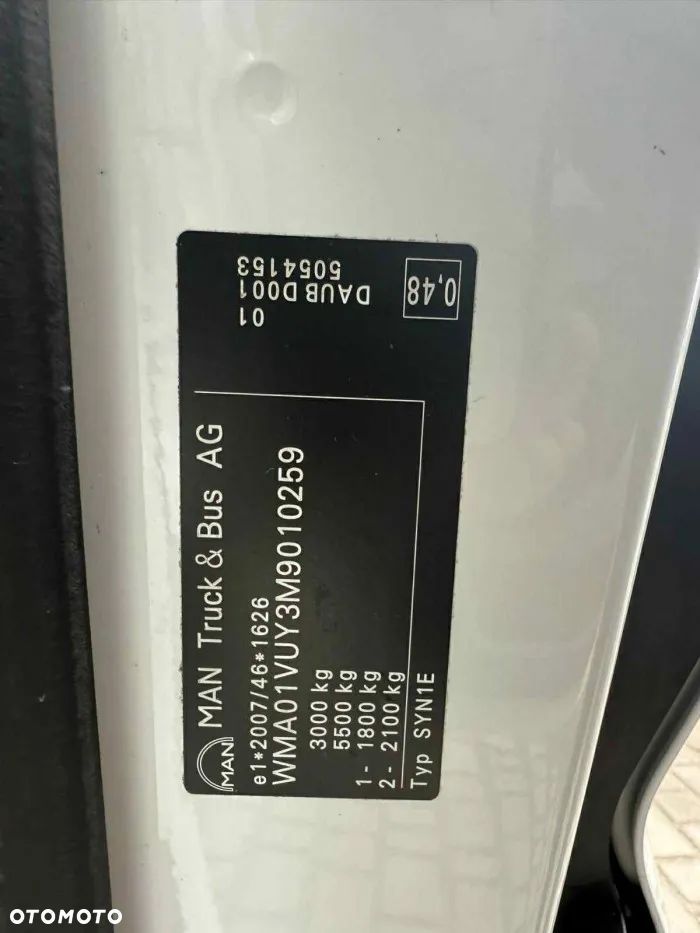 MAN
MAN Truck & Bus AG
e1*2007/46*1626
WMA01VUY3M9010259
3000 kg
5500 kg
1- 1800 kg
2- 2100 kg
Typ SYN1E
01
DAUB D001
5054153
0,48
OTOMOTO